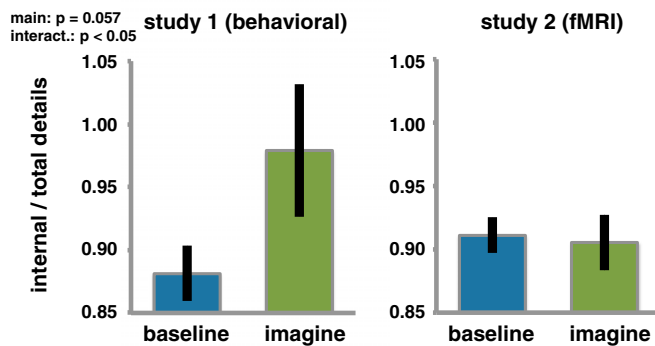 main: p = 0.057
interact.: p < 0.05
study 1 (behavioral)
study 2 (fMRI)
internal / total details
1.05
1.00
0.95
0.90
0.85
baseline
imagine
1.05
1.00
0.95
0.90
0.85
baseline
imagine